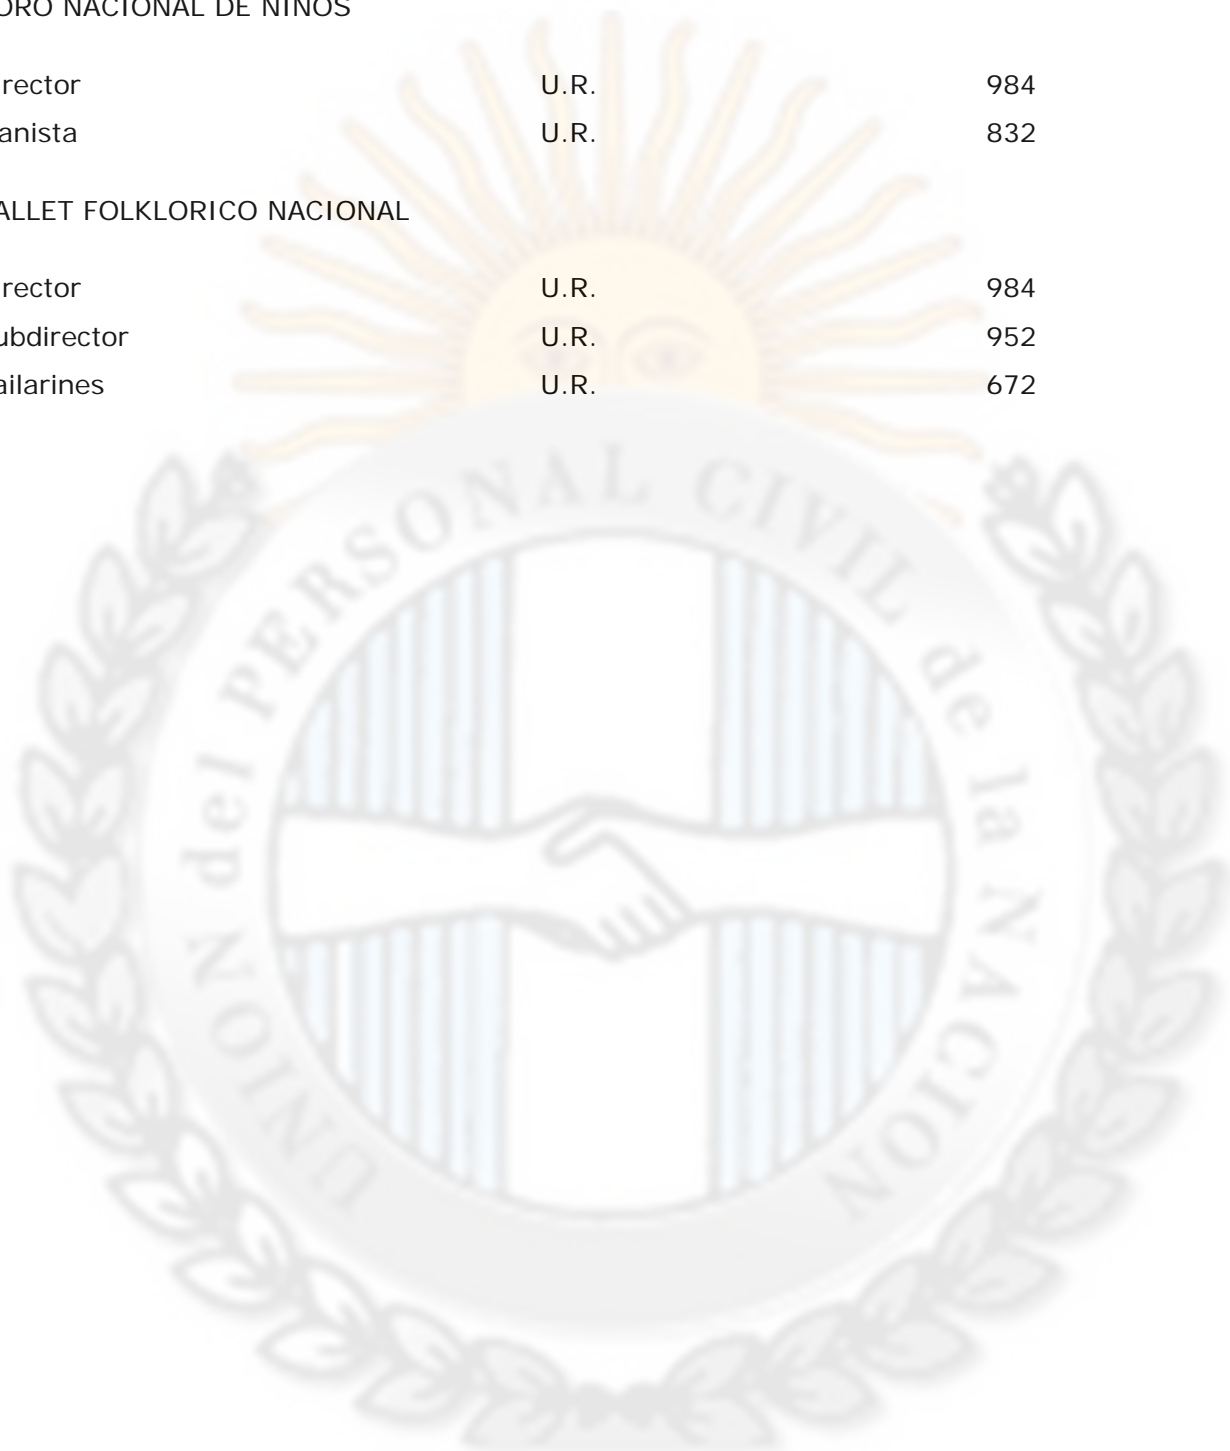 ORO NACIONAL DE NIÑOS
rector U.R. 984
anista U.R. 832
ALLET FOLKLORICO NACIONAL
rector U.R. 984
ubdirector U.R. 952
ailarines U.R. 672
UNION del PERSONAL CIVIL de la NACION